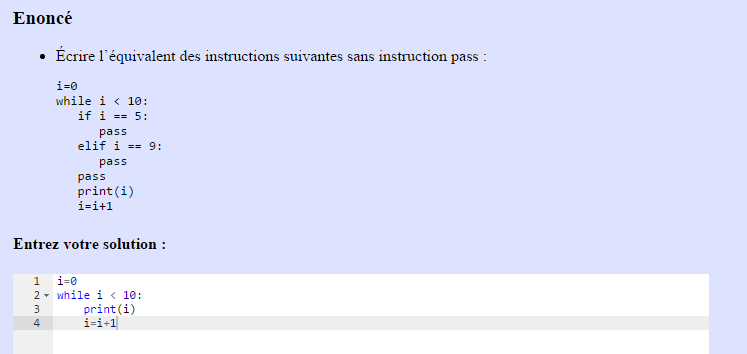 Enoncé
• Écrire l'équivalent des instructions suivantes sans instruction pass :
i=0
while i < 10:
   if i == 5:
      pass
   elif i == 9:
      pass
   pass
   print(i)
   i=i+1
Entrez votre solution :
1 i=0
2 while i < 10:
3     print(i)
4     i=i+1